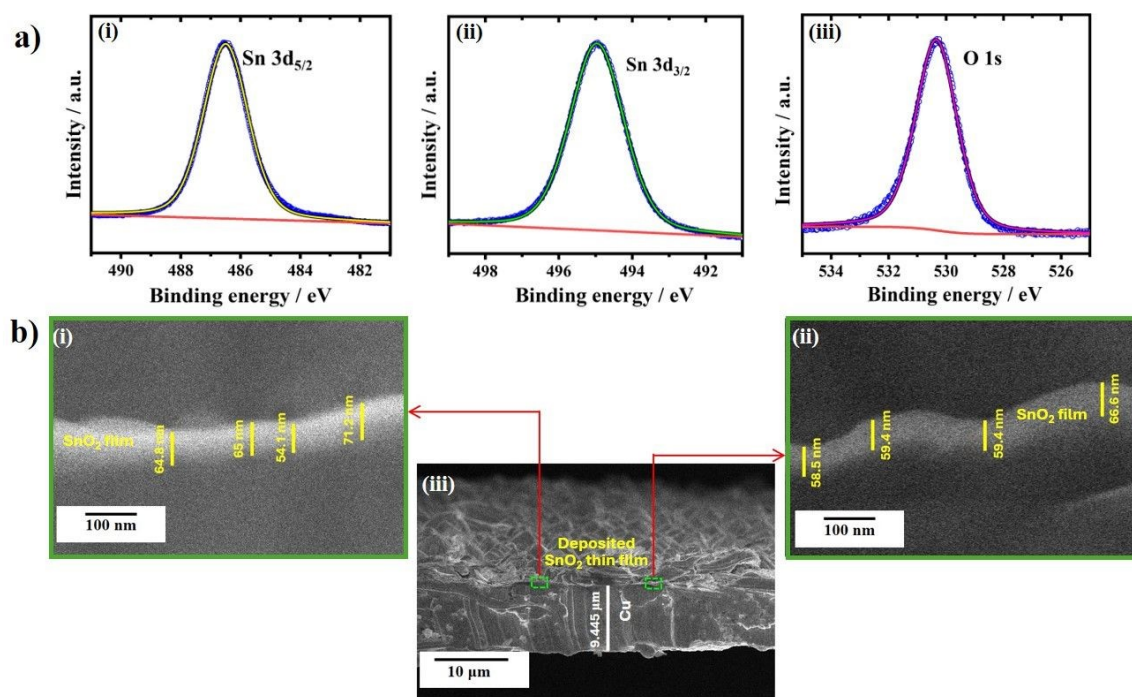 a)
(i)
Sn 3d5/2
Intensity / a.u.
490 488 486 484 482
Binding energy / eV
(ii)
Sn 3d3/2
Intensity / a.u.
498 496 494 492
Binding energy / eV
(iii)
O 1s
Intensity / a.u.
534 532 530 528 526
Binding energy / eV
b)
(i)
SnO2 film
64.8 nm
65 nm
54.1 nm
71.2 nm
100 nm
(ii)
SnO2 film
58.5 nm
59.4 nm
59.4 nm
66.6 nm
100 nm
(iii)
Deposited
SnO2 thin film
Cu
9.445 µm
10 µm